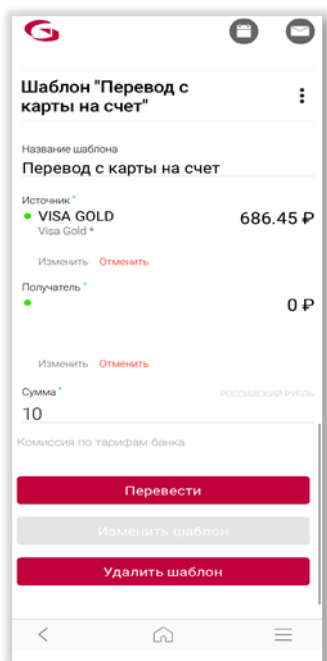 G
Шаблон "Перевод с
карты на счет"
Название шаблона
Перевод с карты на счет
Источник *
VISA GOLD 686.45 ₽
Visa Gold *
Изменить Отменить
Получатель *
0 ₽
Изменить Отменить
Сумма * РОССИЙСКИЙ РУБЛЬ
10
Комиссия по тарифам банка
Перевести
Изменить шаблон
Удалить шаблон